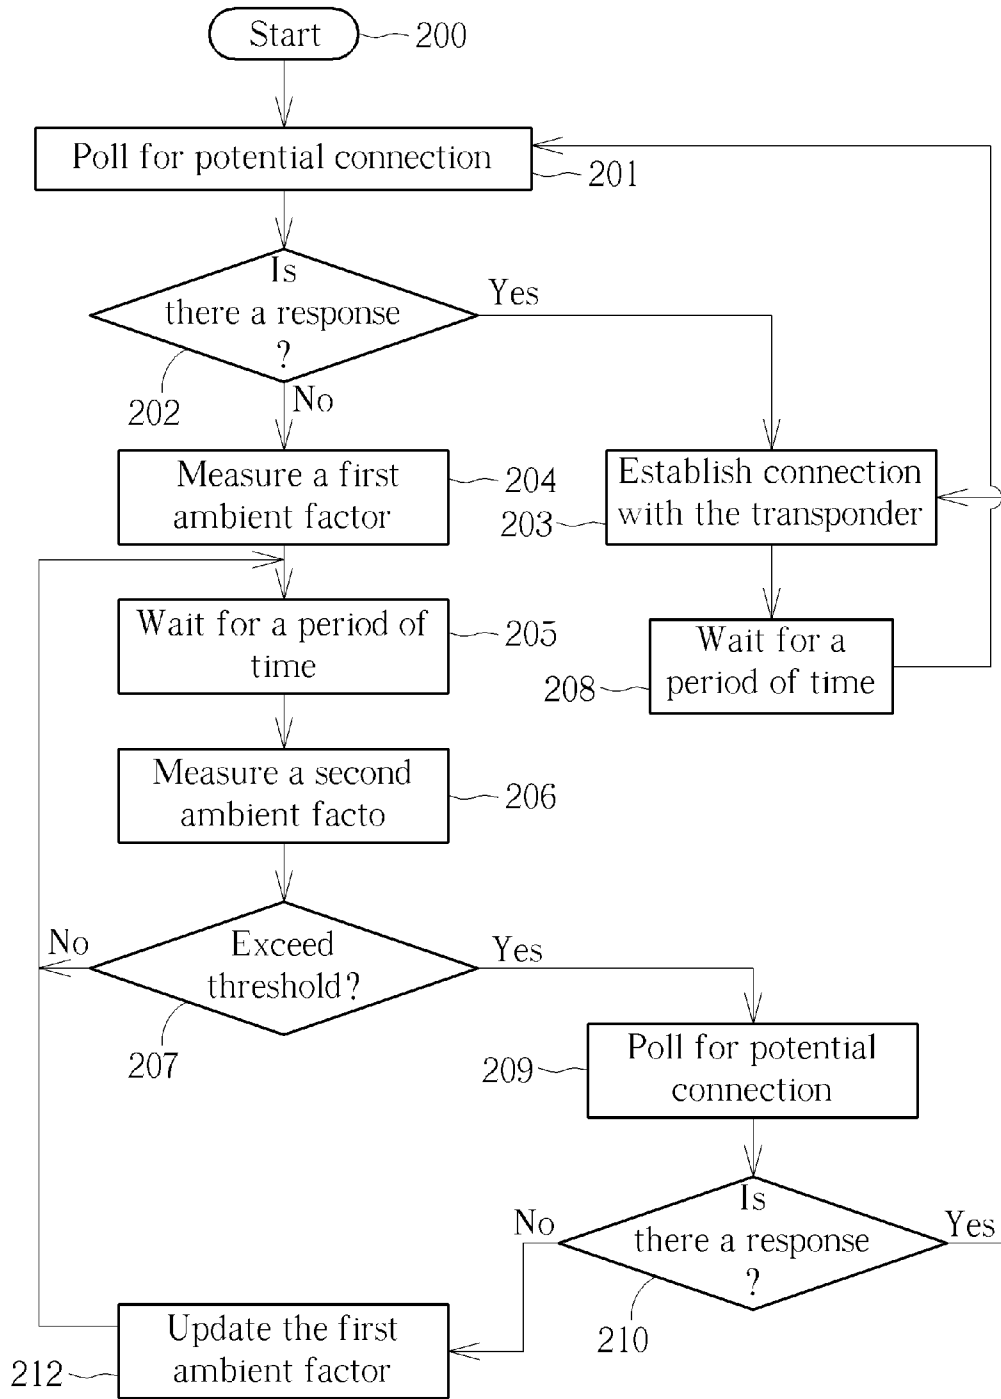 Start
200
Poll for potential connection
201
Is
there a response
?
202
Yes
No
Measure a first
ambient factor
204
Establish connection
with the transponder
203
Wait for a period of
time
205
Wait for a
period of time
208
Measure a second
ambient facto
206
Exceed
threshold?
207
No
Yes
Poll for potential
connection
209
Is
there a response
?
210
No
Yes
Update the first
ambient factor
212